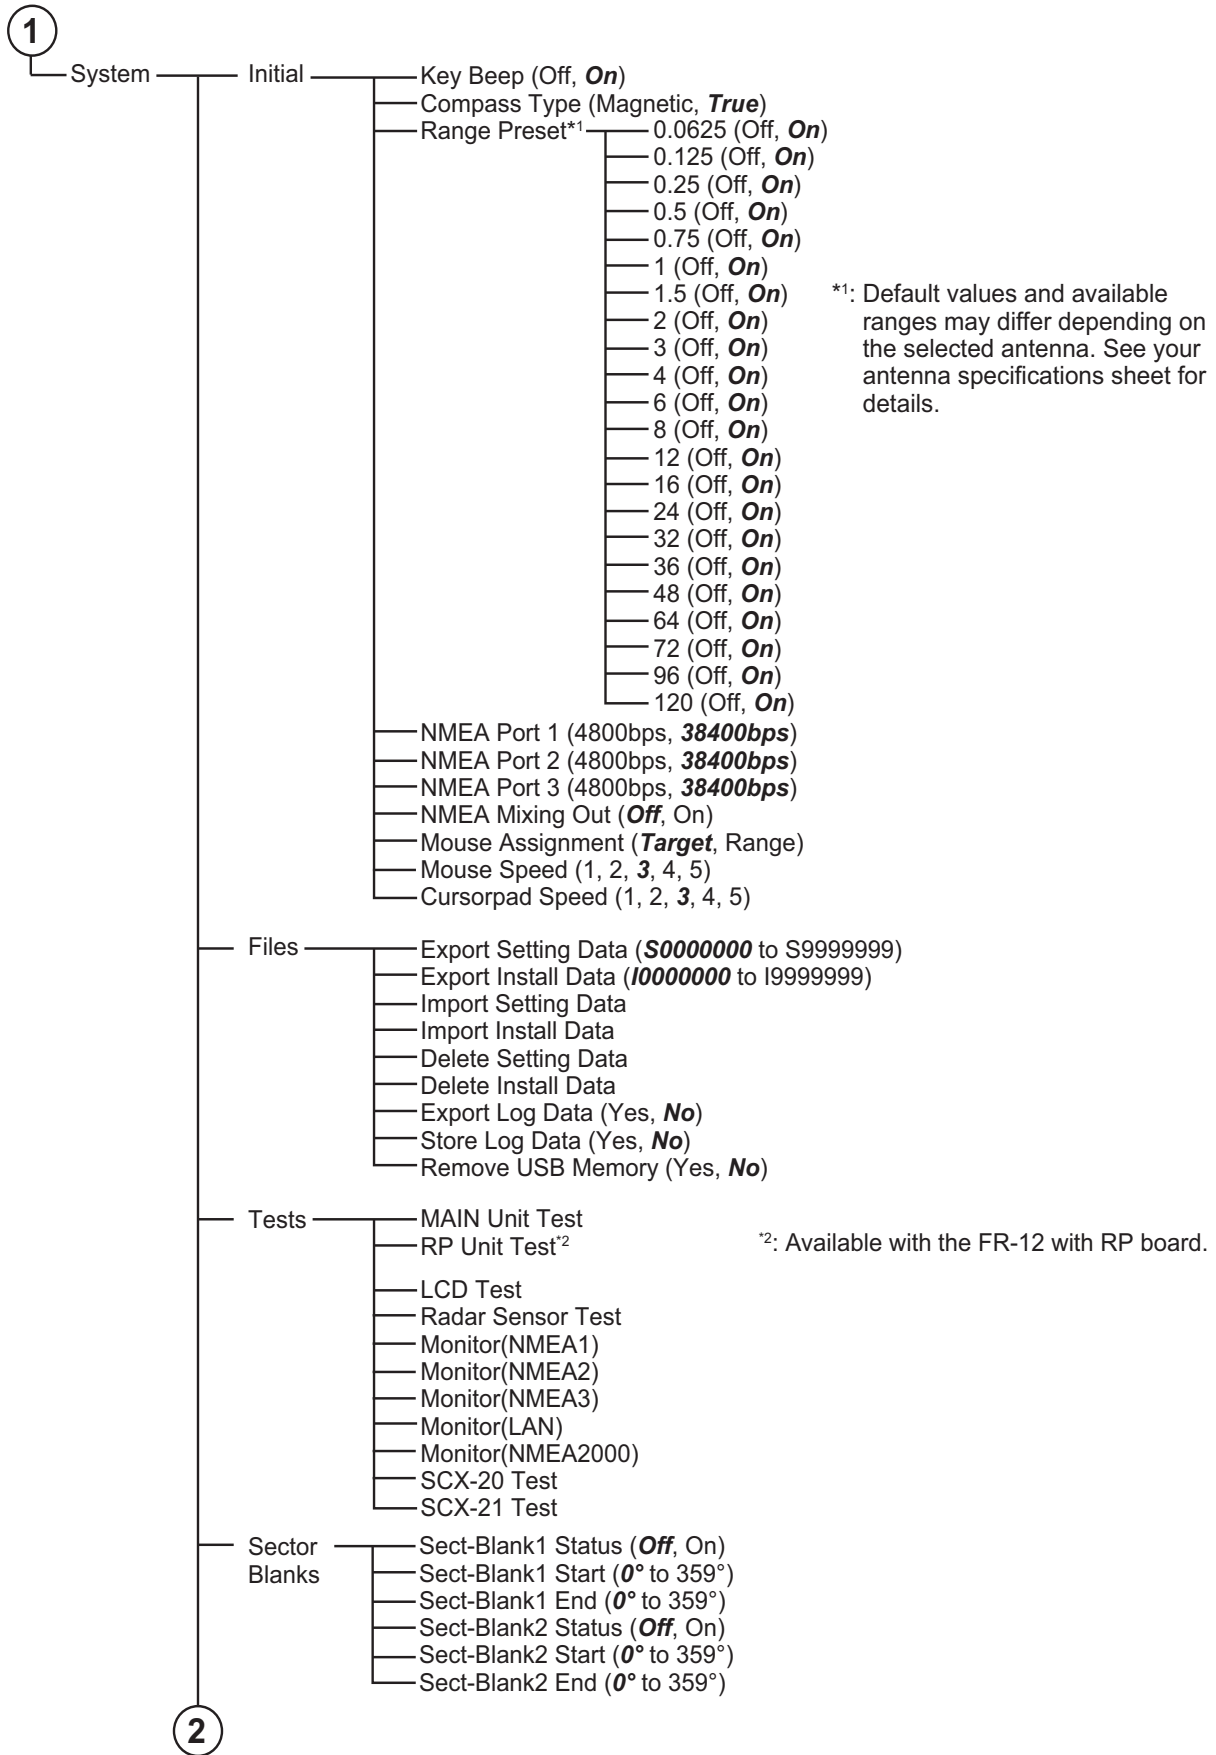 1
System
Initial
Key Beep (Off, On)
Compass Type (Magnetic, True)
Range Preset*1
0.0625 (Off, On)
0.125 (Off, On)
0.25 (Off, On)
0.5 (Off, On)
0.75 (Off, On)
1 (Off, On)
1.5 (Off, On)
2 (Off, On)
3 (Off, On)
4 (Off, On)
6 (Off, On)
8 (Off, On)
12 (Off, On)
16 (Off, On)
24 (Off, On)
32 (Off, On)
36 (Off, On)
48 (Off, On)
64 (Off, On)
72 (Off, On)
96 (Off, On)
120 (Off, On)
*1: Default values and available
ranges may differ depending on
the selected antenna. See your
antenna specifications sheet for
details.
NMEA Port 1 (4800bps, 38400bps)
NMEA Port 2 (4800bps, 38400bps)
NMEA Port 3 (4800bps, 38400bps)
NMEA Mixing Out (Off, On)
Mouse Assignment (Target, Range)
Mouse Speed (1, 2, 3, 4, 5)
Cursorpad Speed (1, 2, 3, 4, 5)
Files
Export Setting Data (S0000000 to S9999999)
Export Install Data (I0000000 to I9999999)
Import Setting Data
Import Install Data
Delete Setting Data
Delete Install Data
Export Log Data (Yes, No)
Store Log Data (Yes, No)
Remove USB Memory (Yes, No)
Tests
MAIN Unit Test
RP Unit Test*2
*2: Available with the FR-12 with RP board.
LCD Test
Radar Sensor Test
Monitor(NMEA1)
Monitor(NMEA2)
Monitor(NMEA3)
Monitor(LAN)
Monitor(NMEA2000)
SCX-20 Test
SCX-21 Test
Sector
Blanks
Sect-Blank1 Status (Off, On)
Sect-Blank1 Start (0° to 359°)
Sect-Blank1 End (0° to 359°)
Sect-Blank2 Status (Off, On)
Sect-Blank2 Start (0° to 359°)
Sect-Blank2 End (0° to 359°)
2